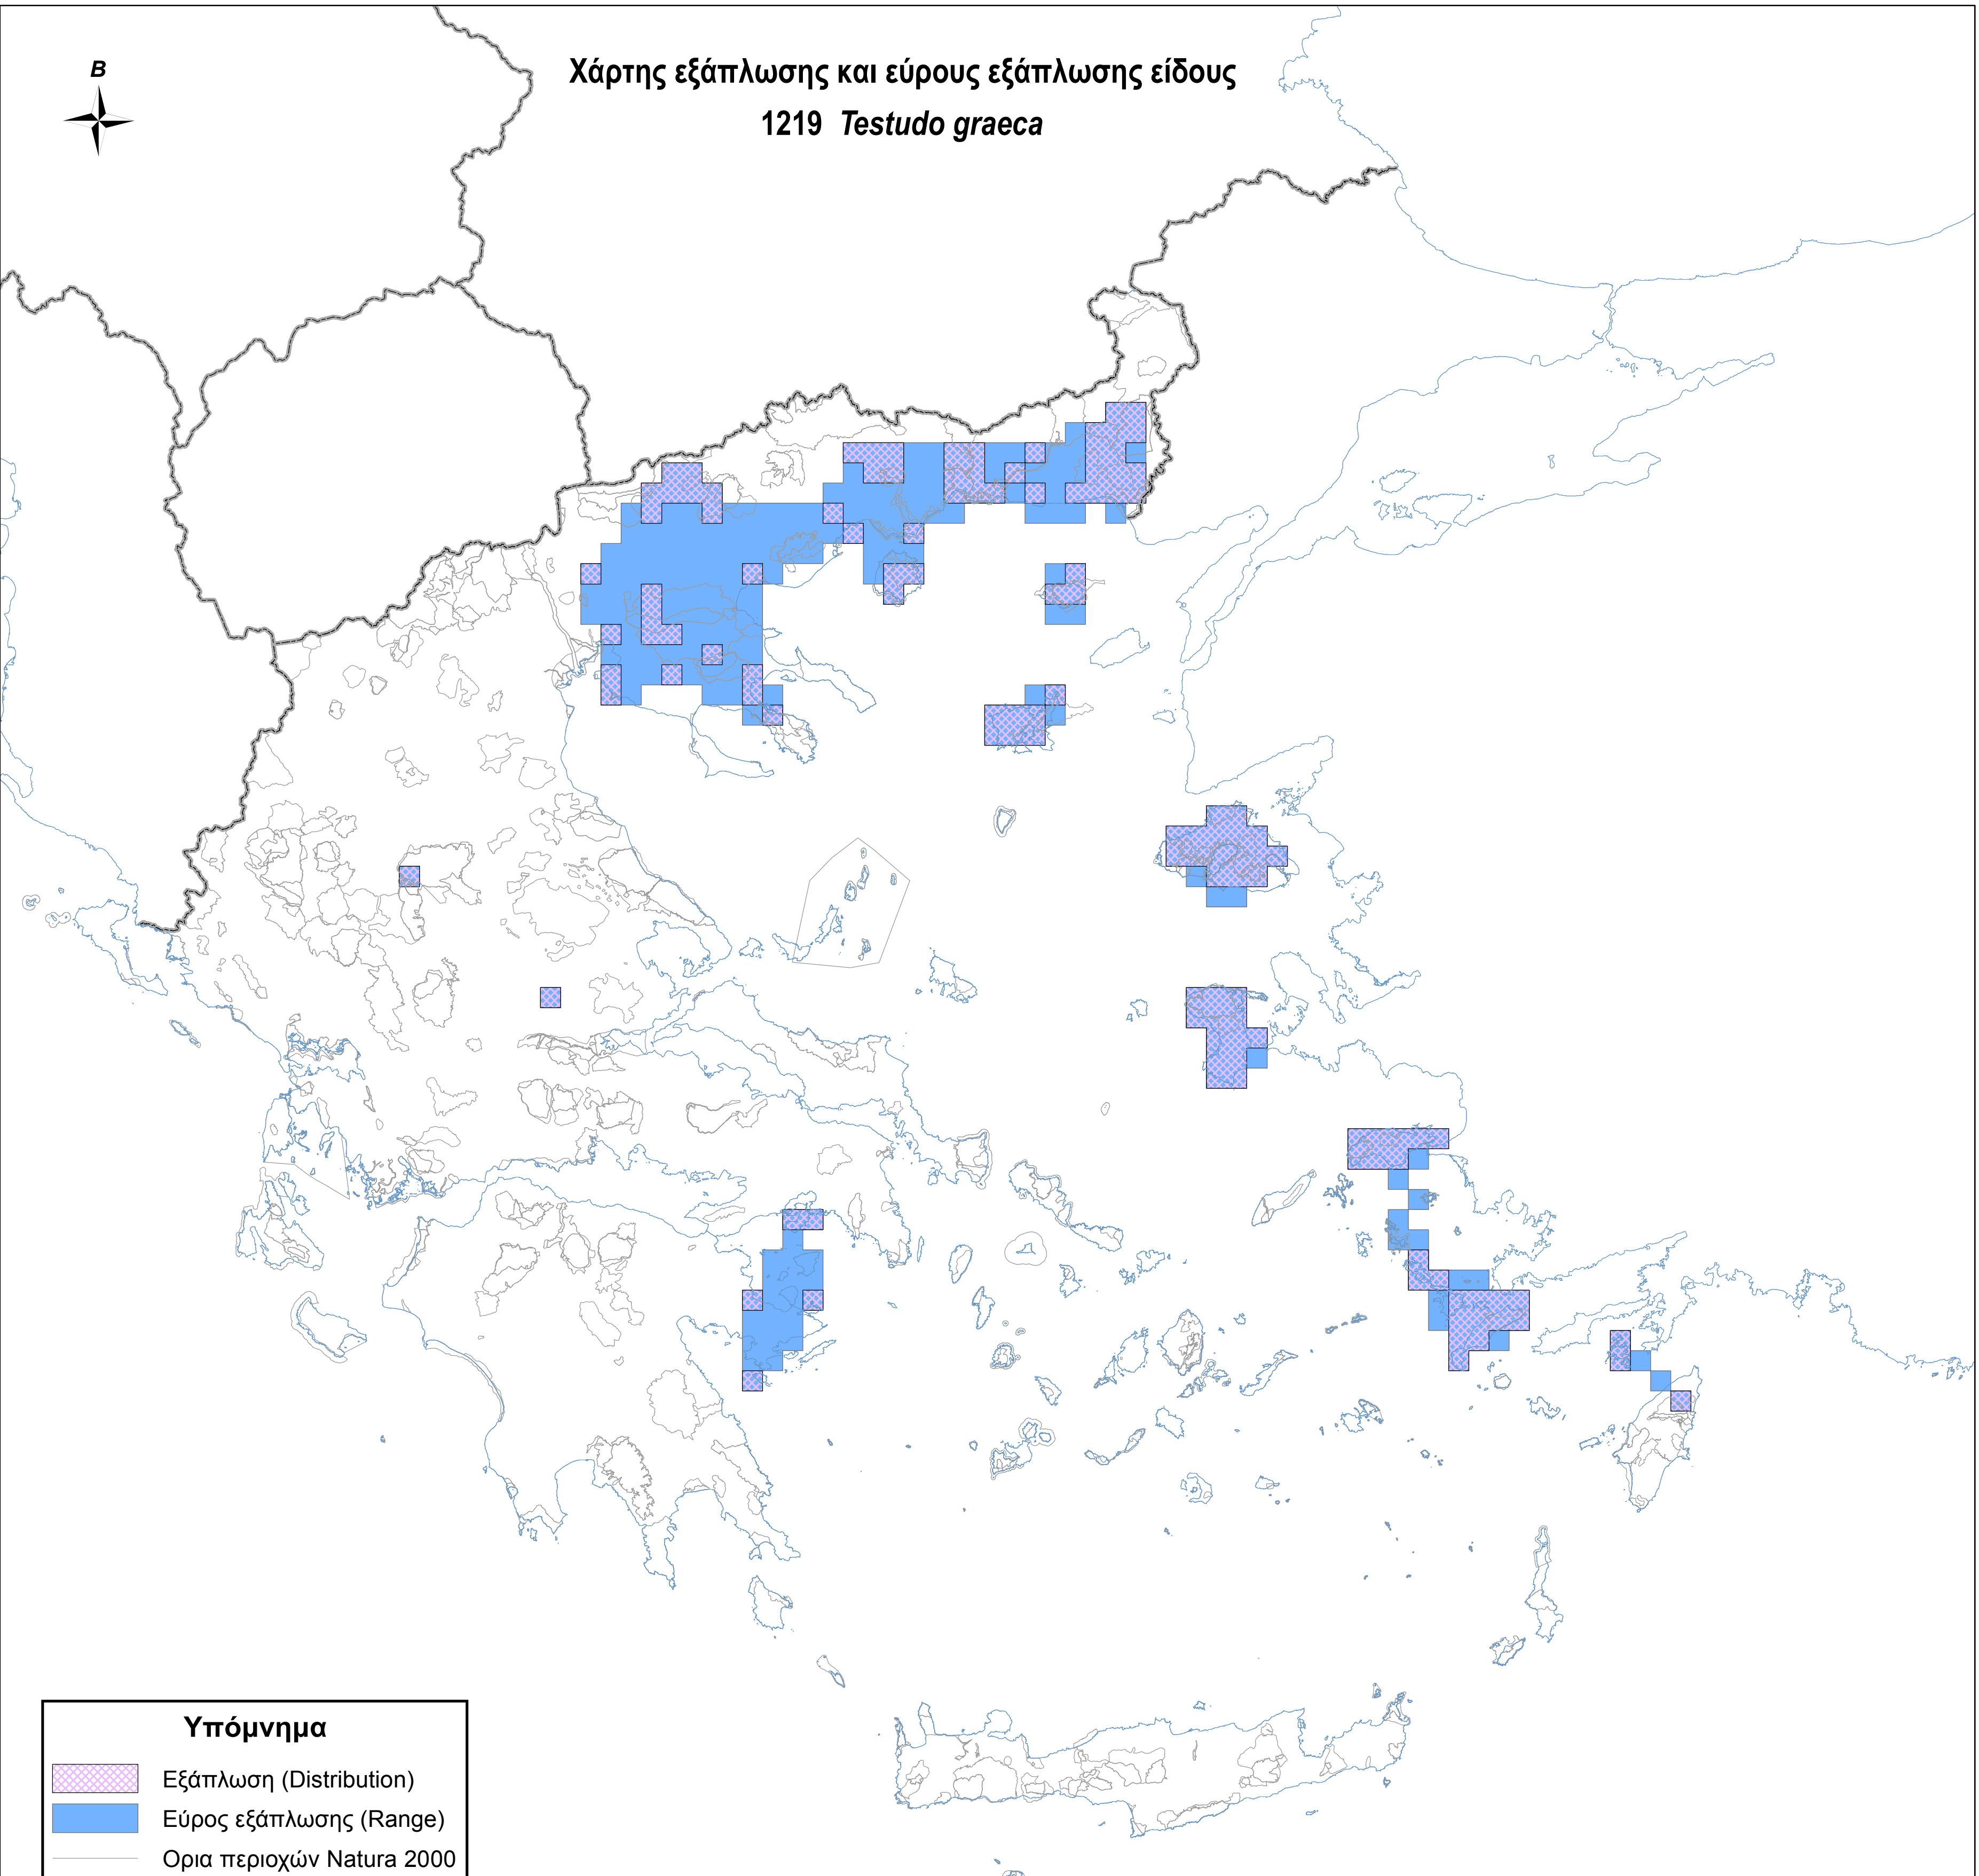 Β
Χάρτης εξάπλωσης και εύρους εξάπλωσης είδους
1219 Testudo graeca
Υπόμνημα
Εξάπλωση (Distribution)
Εύρος εξάπλωσης (Range)
Ορια περιοχών Natura 2000